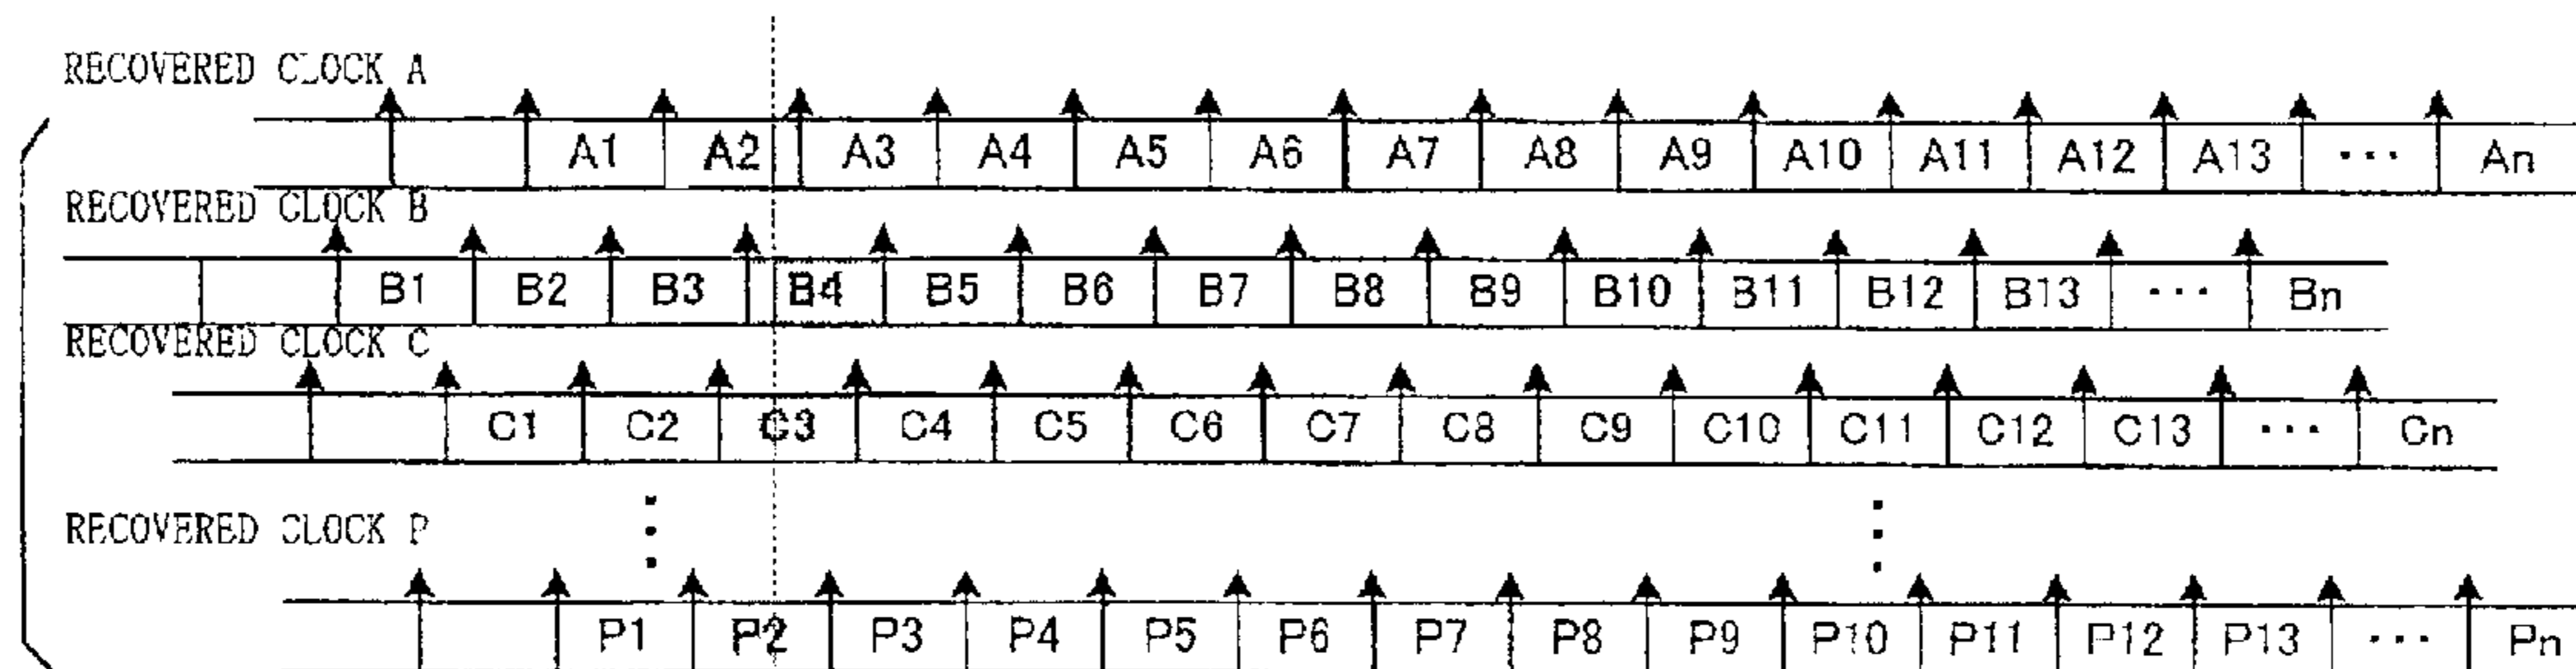 RECOVERED CLOCK A
A1 A2 A3 A4 A5 A6 A7 A8 A9 A10 A11 A12 A13 ... An
RECOVERED CLOCK B
B1 B2 B3 B4 B5 B6 B7 B8 B9 B10 B11 B12 B13 ... Bn
RECOVERED CLOCK C
C1 C2 C3 C4 C5 C6 C7 C8 C9 C10 C11 C12 C13 ... Cn
RECOVERED CLOCK P
P1 P2 P3 P4 P5 P6 P7 P8 P9 P10 P11 P12 P13 ... Pn